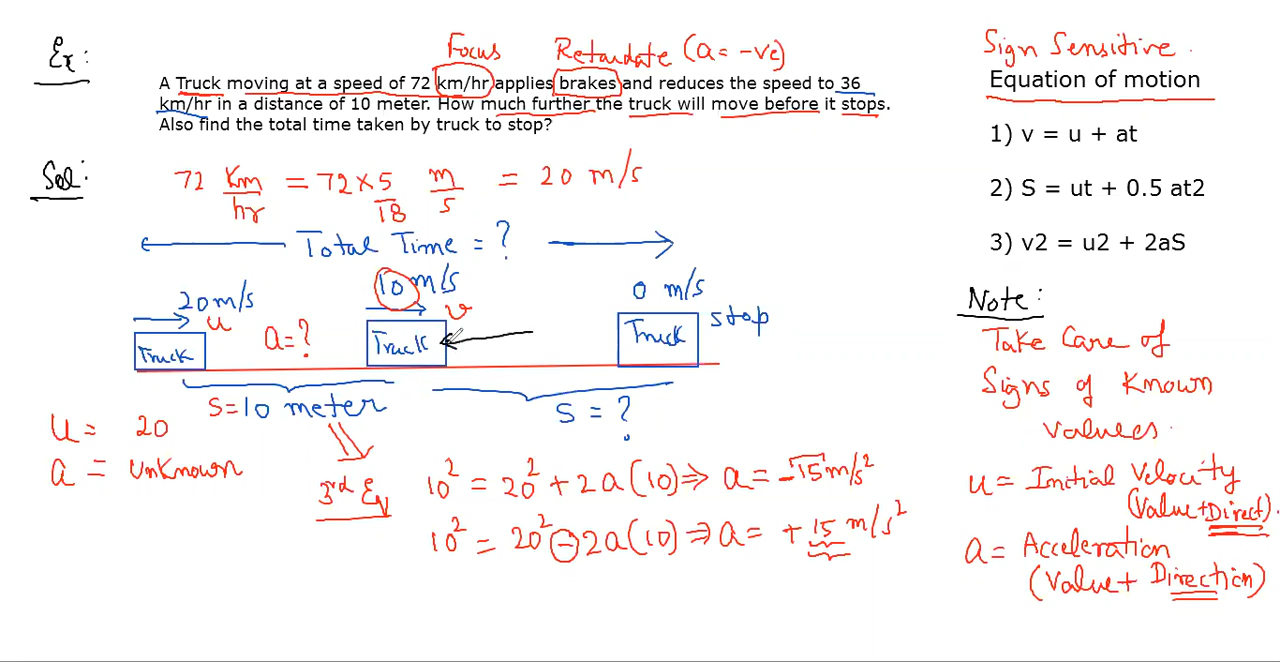 Ex:
Focus Retardate (a = -ve)
A Truck moving at a speed of 72 km/hr applies brakes and reduces the speed to 36
km/hr in a distance of 10 meter. How much further the truck will move before it stops.
Also find the total time taken by truck to stop?
Sol:
72 Km/hr = 72 × 5/18 m/s = 20 m/s
Total Time = ?
20m/s 10 m/s 0 m/s
u a = ? v stop
Truck Truck Truck
S=10 meter S = ?
u = 20
a = unknown
3rd Eq
10² = 20² + 2a(10) ⇒ a = -15 m/s²
10² = 20² - 2a(10) ⇒ a = +15 m/s²
Sign Sensitive
Equation of motion
1) v = u + at
2) S = ut + 0.5 at2
3) v2 = u2 + 2aS
Note:
Take Care of
Signs of Known
Valuees
u = Initial Velocity
(Value+Direct).
a = Acceleration
(Value+ Direction)